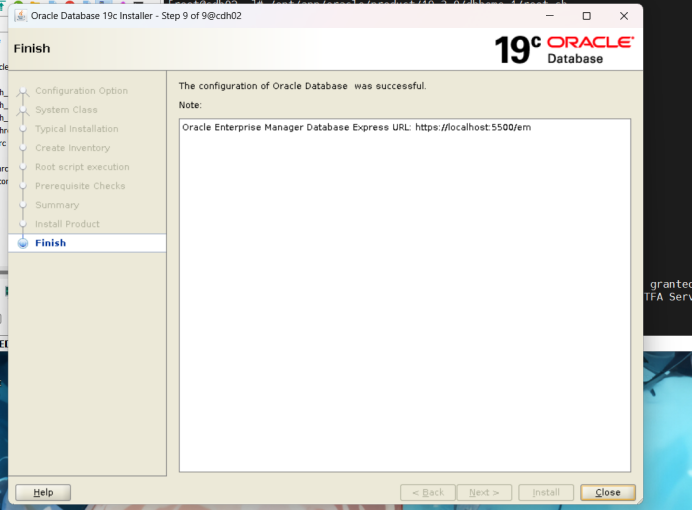 Oracle Database 19c Installer - Step 9 of 9@cdh02
Finish
19c ORACLE
Database
Configuration Option
System Class
Typical Installation
Create Inventory
Root script execution
Prerequisite Checks
Summary
Install Product
Finish
The configuration of Oracle Database was successful.
Note:
Oracle Enterprise Manager Database Express URL: https://localhost:5500/em
granted
TFA Serv
Help
< Back
Next >
Install
Close